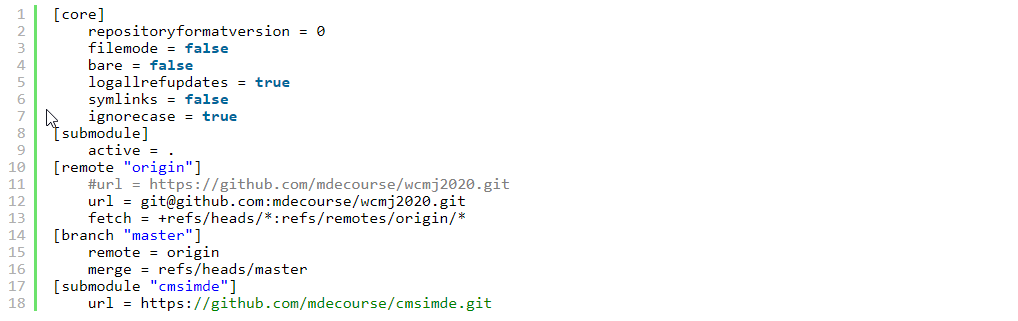 1 [core]
2 repositoryformatversion = 0
3 filemode = false
4 bare = false
5 logallrefupdates = true
6 symlinks = false
7 ignorecase = true
8 [submodule]
9 active = .
10 [remote "origin"]
11 #url = https://github.com/mdecourse/wcmj2020.git
12 url = git@github.com:mdecourse/wcmj2020.git
13 fetch = +refs/heads/*:refs/remotes/origin/*
14 [branch "master"]
15 remote = origin
16 merge = refs/heads/master
17 [submodule "cmsimde"]
18 url = https://github.com/mdecourse/cmsimde.git